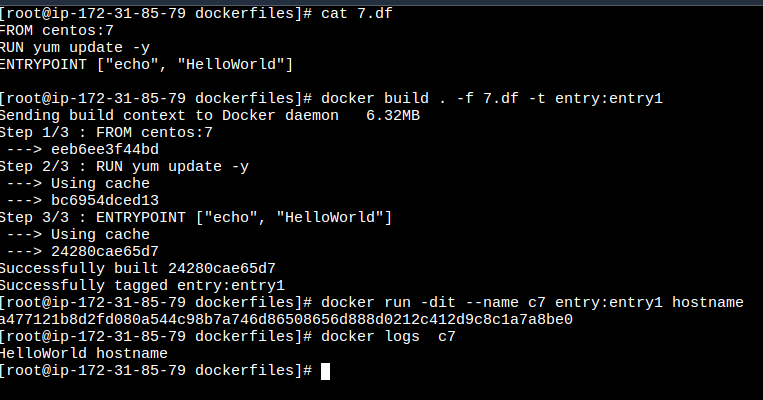 [root@ip-172-31-85-79 dockerfiles]# cat 7.df
FROM centos:7
RUN yum update -y
ENTRYPOINT ["echo", "HelloWorld"]
[root@ip-172-31-85-79 dockerfiles]# docker build . -f 7.df -t entry:entry1
Sending build context to Docker daemon   6.32MB
Step 1/3 : FROM centos:7
 ---> eeb6ee3f44bd
Step 2/3 : RUN yum update -y
 ---> Using cache
 ---> bc6954dced13
Step 3/3 : ENTRYPOINT ["echo", "HelloWorld"]
 ---> Using cache
 ---> 24280cae65d7
Successfully built 24280cae65d7
Successfully tagged entry:entry1
[root@ip-172-31-85-79 dockerfiles]# docker run -dit --name c7 entry:entry1 hostname
a477121b8d2fd080a544c98b7a746d86508656d888d0212c412d9c8c1a7a8be0
[root@ip-172-31-85-79 dockerfiles]# docker logs  c7
HelloWorld hostname
[root@ip-172-31-85-79 dockerfiles]#